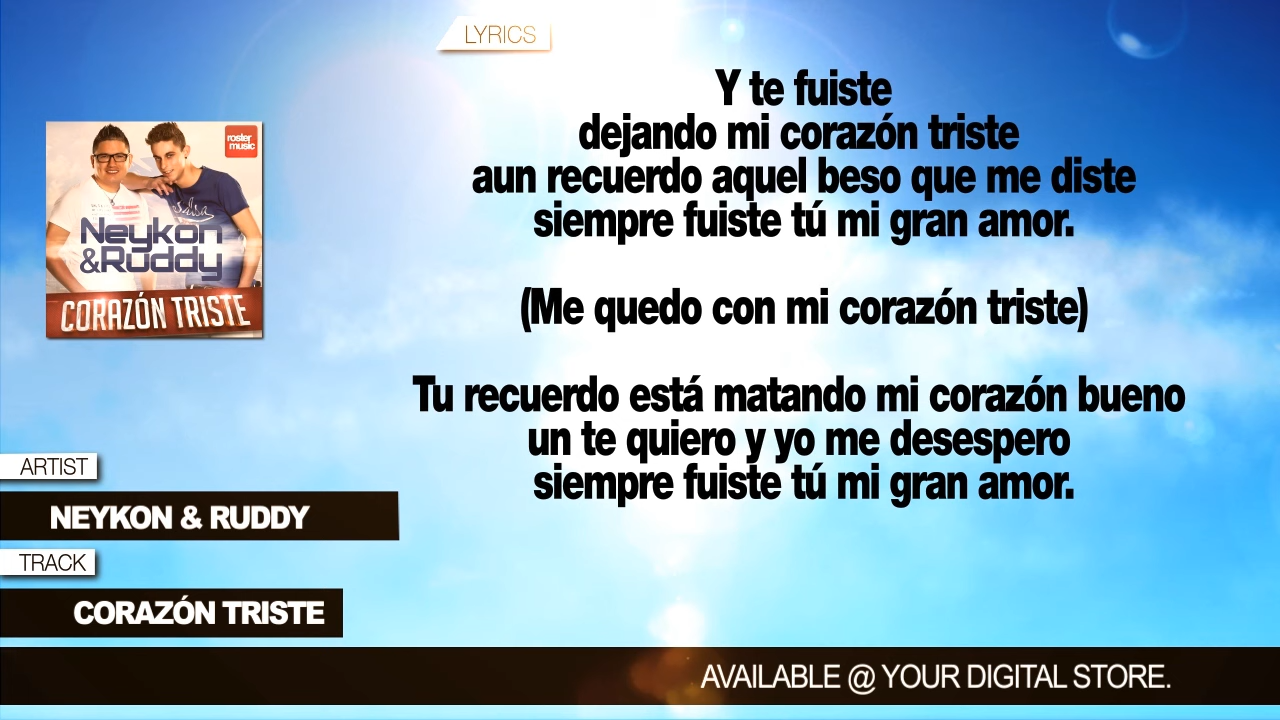 LYRICS
Y te fuiste
dejando mi corazón triste
aun recuerdo aquel beso que me diste
siempre fuiste tú mi gran amor.
(Me quedo con mi corazón triste)
Tu recuerdo está matando mi corazón bueno
un te quiero y yo me desespero
siempre fuiste tú mi gran amor.
roster
music
Salsa
Neykon
&Ruddy
CORAZÓN TRISTE
ARTIST
NEYKON & RUDDY
TRACK
CORAZÓN TRISTE
AVAILABLE @ YOUR DIGITAL STORE.